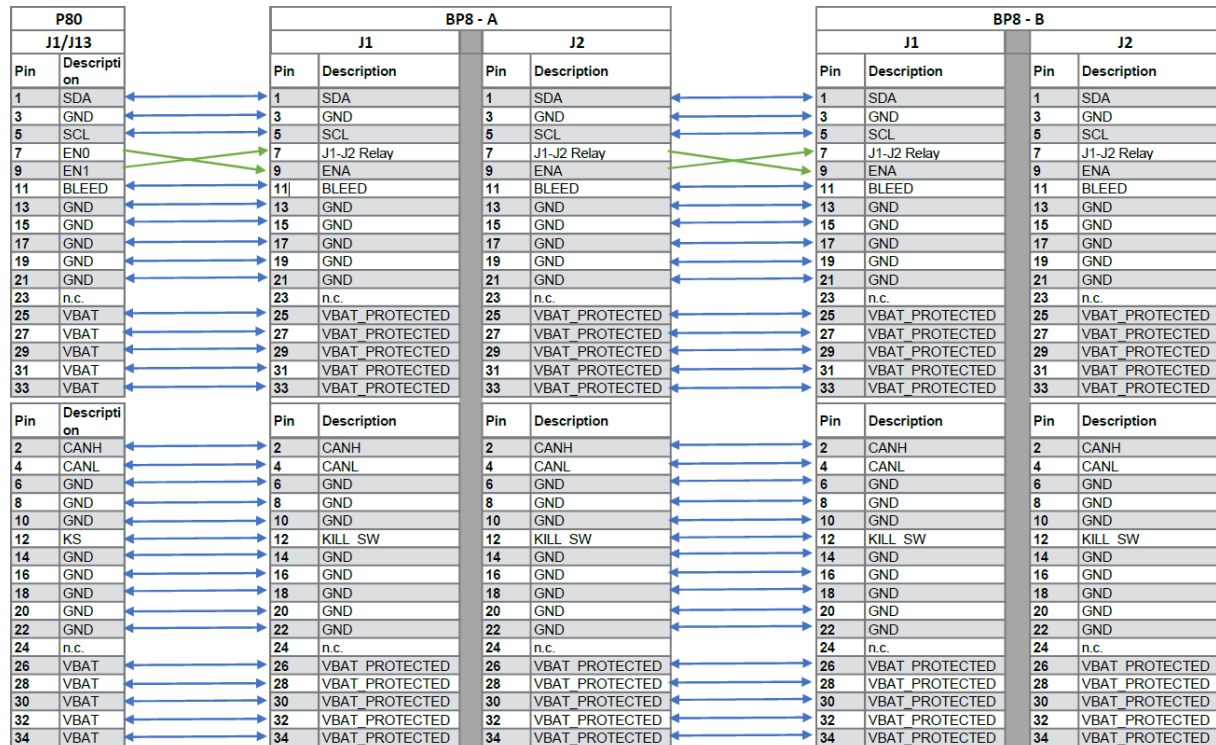 P80 BP8 - A BP8 - B
J1/J13 J1 J2 J1 J2
Pin Descripti
on Pin Description Pin Description Pin Description Pin Description
1 SDA 1 SDA 1 SDA 1 SDA 1 SDA
3 GND 3 GND 3 GND 3 GND 3 GND
5 SCL 5 SCL 5 SCL 5 SCL 5 SCL
7 EN0 7 J1-J2 Relay 7 J1-J2 Relay 7 J1-J2 Relay 7 J1-J2 Relay
9 EN1 9 ENA 9 ENA 9 ENA 9 ENA
11 BLEED 11 BLEED 11 BLEED 11 BLEED 11 BLEED
13 GND 13 GND 13 GND 13 GND 13 GND
15 GND 15 GND 15 GND 15 GND 15 GND
17 GND 17 GND 17 GND 17 GND 17 GND
19 GND 19 GND 19 GND 19 GND 19 GND
21 GND 21 GND 21 GND 21 GND 21 GND
23 n.c. 23 n.c. 23 n.c. 23 n.c. 23 n.c.
25 VBAT 25 VBAT_PROTECTED 25 VBAT_PROTECTED 25 VBAT_PROTECTED 25 VBAT_PROTECTED
27 VBAT 27 VBAT_PROTECTED 27 VBAT_PROTECTED 27 VBAT_PROTECTED 27 VBAT_PROTECTED
29 VBAT 29 VBAT_PROTECTED 29 VBAT_PROTECTED 29 VBAT_PROTECTED 29 VBAT_PROTECTED
31 VBAT 31 VBAT_PROTECTED 31 VBAT_PROTECTED 31 VBAT_PROTECTED 31 VBAT_PROTECTED
33 VBAT 33 VBAT_PROTECTED 33 VBAT_PROTECTED 33 VBAT_PROTECTED 33 VBAT_PROTECTED
Pin Descripti
on Pin Description Pin Description Pin Description Pin Description
2 CANH 2 CANH 2 CANH 2 CANH 2 CANH
4 CANL 4 CANL 4 CANL 4 CANL 4 CANL
6 GND 6 GND 6 GND 6 GND 6 GND
8 GND 8 GND 8 GND 8 GND 8 GND
10 GND 10 GND 10 GND 10 GND 10 GND
12 KS 12 KILL_SW 12 KILL_SW 12 KILL_SW 12 KILL_SW
14 GND 14 GND 14 GND 14 GND 14 GND
16 GND 16 GND 16 GND 16 GND 16 GND
18 GND 18 GND 18 GND 18 GND 18 GND
20 GND 20 GND 20 GND 20 GND 20 GND
22 GND 22 GND 22 GND 22 GND 22 GND
24 n.c. 24 n.c. 24 n.c. 24 n.c. 24 n.c.
26 VBAT 26 VBAT_PROTECTED 26 VBAT_PROTECTED 26 VBAT_PROTECTED 26 VBAT_PROTECTED
28 VBAT 28 VBAT_PROTECTED 28 VBAT_PROTECTED 28 VBAT_PROTECTED 28 VBAT_PROTECTED
30 VBAT 30 VBAT_PROTECTED 30 VBAT_PROTECTED 30 VBAT_PROTECTED 30 VBAT_PROTECTED
32 VBAT 32 VBAT_PROTECTED 32 VBAT_PROTECTED 32 VBAT_PROTECTED 32 VBAT_PROTECTED
34 VBAT 34 VBAT_PROTECTED 34 VBAT_PROTECTED 34 VBAT_PROTECTED 34 VBAT_PROTECTED